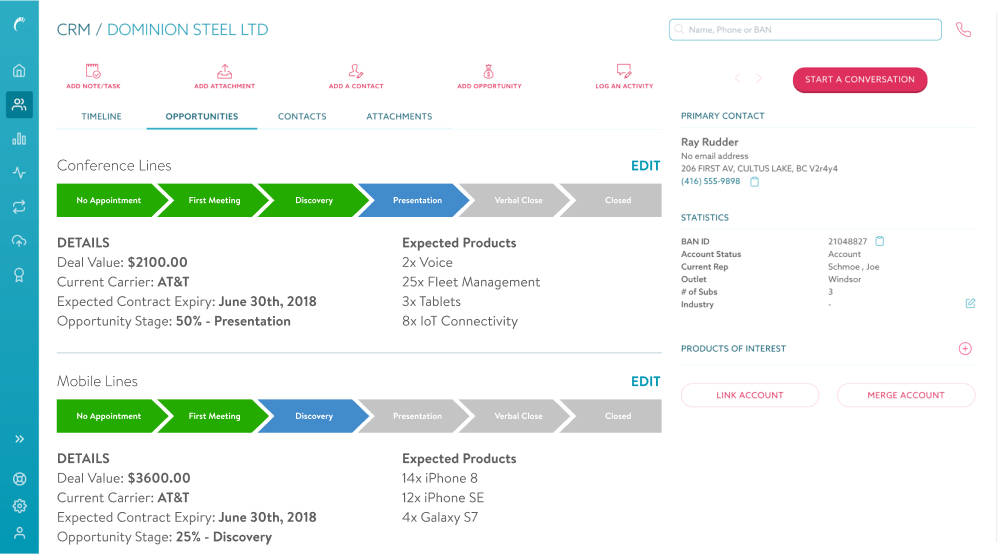 CRM / DOMINION STEEL LTD
Name, Phone or BAN
ADD NOTE/TASK
ADD ATTACHMENT
ADD A CONTACT
ADD OPPORTUNITY
LOG AN ACTIVITY
START A CONVERSATION
TIMELINE
OPPORTUNITIES
CONTACTS
ATTACHMENTS
Conference Lines
EDIT
No Appointment
First Meeting
Discovery
Presentation
Verbal Close
Closed
DETAILS
Deal Value: $2100.00
Current Carrier: AT&T
Expected Contract Expiry: June 30th, 2018
Opportunity Stage: 50% - Presentation
Expected Products
2x Voice
25x Fleet Management
3x Tablets
8x IoT Connectivity
Mobile Lines
EDIT
No Appointment
First Meeting
Discovery
Presentation
Verbal Close
Closed
DETAILS
Deal Value: $3600.00
Current Carrier: AT&T
Expected Contract Expiry: June 30th, 2018
Opportunity Stage: 25% - Discovery
Expected Products
14x iPhone 8
12x iPhone SE
4x Galaxy S7
PRIMARY CONTACT
Ray Rudder
No email address
206 FIRST AV, CULTUS LAKE, BC V2r4y4
(416) 555-9898
STATISTICS
BAN ID 21048827
Account Status Account
Current Rep Schmoe , Joe
Outlet Windsor
# of Subs 3
Industry -
PRODUCTS OF INTEREST
LINK ACCOUNT
MERGE ACCOUNT